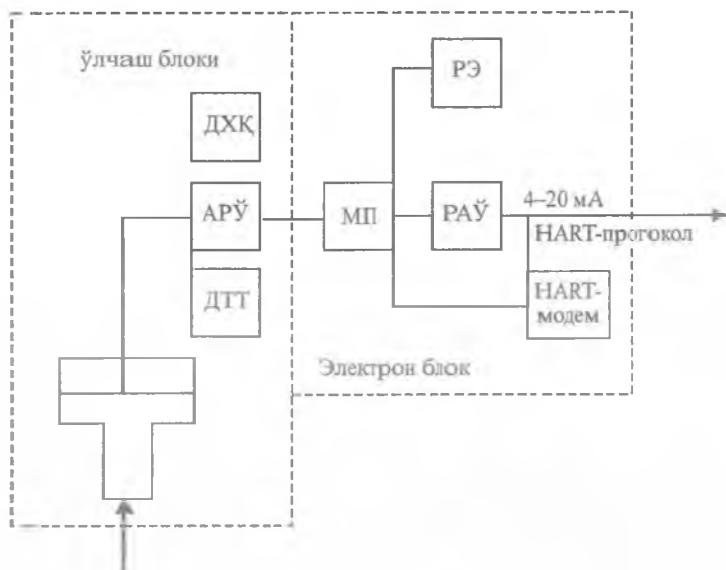 ўлчаш блоки
РЭ
ДХҚ
АРЎ
МП
РАЎ
4–20 мА
HART-протокол
ДТТ
HART-
модем
Электрон блок